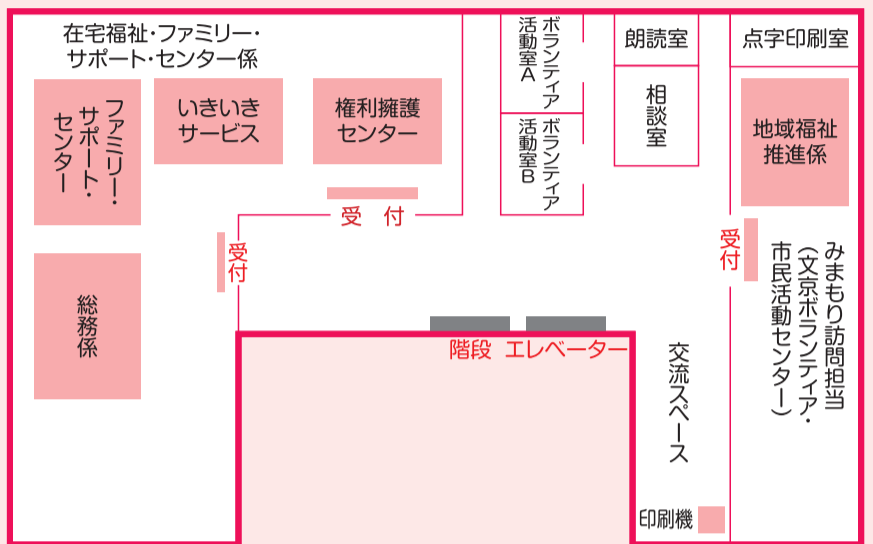 在宅福祉・ファミリー・
サポート・センター係
ファミリー・
サポート・
センター
いきいき
サービス
権利擁護
センター
受付
受付
総務係
ボランティア
活動室A
ボランティア
活動室B
朗読室
相談室
点字印刷室
地域福祉
推進係
受付
みまもり訪問担当
(文京ボランティア・
市民活動センター)
階段
エレベーター
交流スペース
印刷機